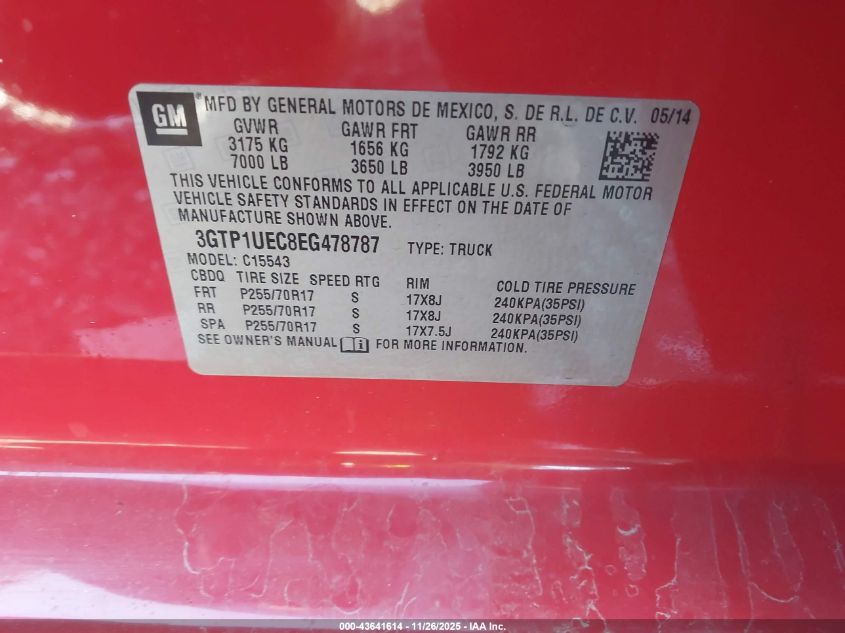 GM
*MFD BY GENERAL MOTORS DE MEXICO, S. DE R.L. DE C.V. 05/14
GVWR GAWR FRT GAWR RR
3175 KG 1656 KG 1792 KG
7000 LB 3650 LB 3950 LB
THIS VEHICLE CONFORMS TO ALL APPLICABLE U.S. FEDERAL MOTOR
VEHICLE SAFETY STANDARDS IN EFFECT ON THE DATE OF
MANUFACTURE SHOWN ABOVE.
3GTP1UEC8EG478787 TYPE: TRUCK
MODEL: C15543
CBDQ TIRE SIZE SPEED RTG RIM COLD TIRE PRESSURE
FRT P255/70R17 S 17X8J 240KPA(35PSI)
RR P255/70R17 S 17X8J 240KPA(35PSI)
SPA P255/70R17 S 17X7.5J 240KPA(35PSI)
SEE OWNER'S MANUAL i FOR MORE INFORMATION.
000-43641614 - 11/26/2025 - IAA Inc.